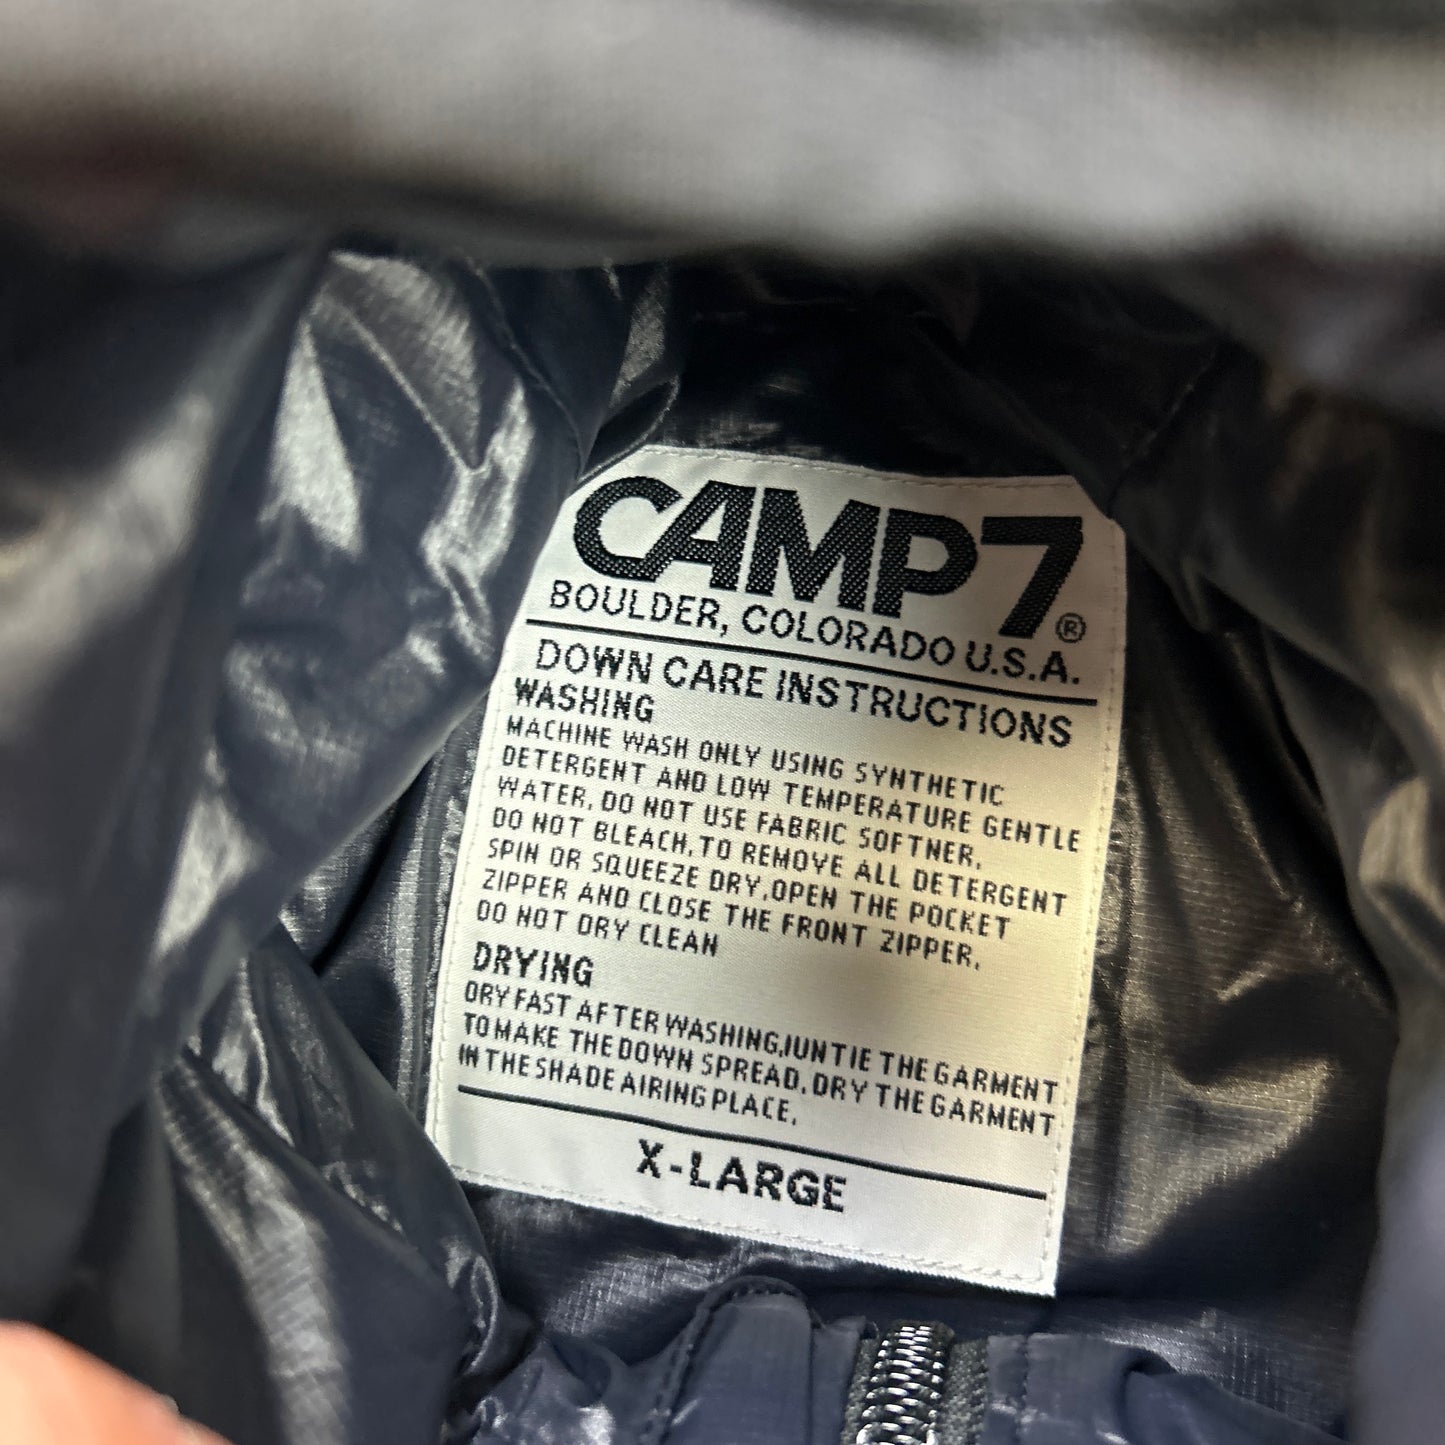 CAMP7®
BOULDER, COLORADO U.S.A.
DOWN CARE INSTRUCTIONS
WASHING
MACHINE WASH ONLY USING SYNTHETIC
DETERGENT AND LOW TEMPERATURE GENTLE
WATER. DO NOT USE FABRIC SOFTNER.
DO NOT BLEACH, TO REMOVE ALL DETERGENT
SPIN OR SQUEEZE DRY, OPEN THE POCKET
ZIPPER AND CLOSE THE FRONT ZIPPER.
DO NOT DRY CLEAN
DRYING
DRY FAST AFTER WASHING, IUNTIE THE GARMENT
TO MAKE THE DOWN SPREAD. DRY THE GARMENT
IN THE SHADE AIRING PLACE.
X-LARGE